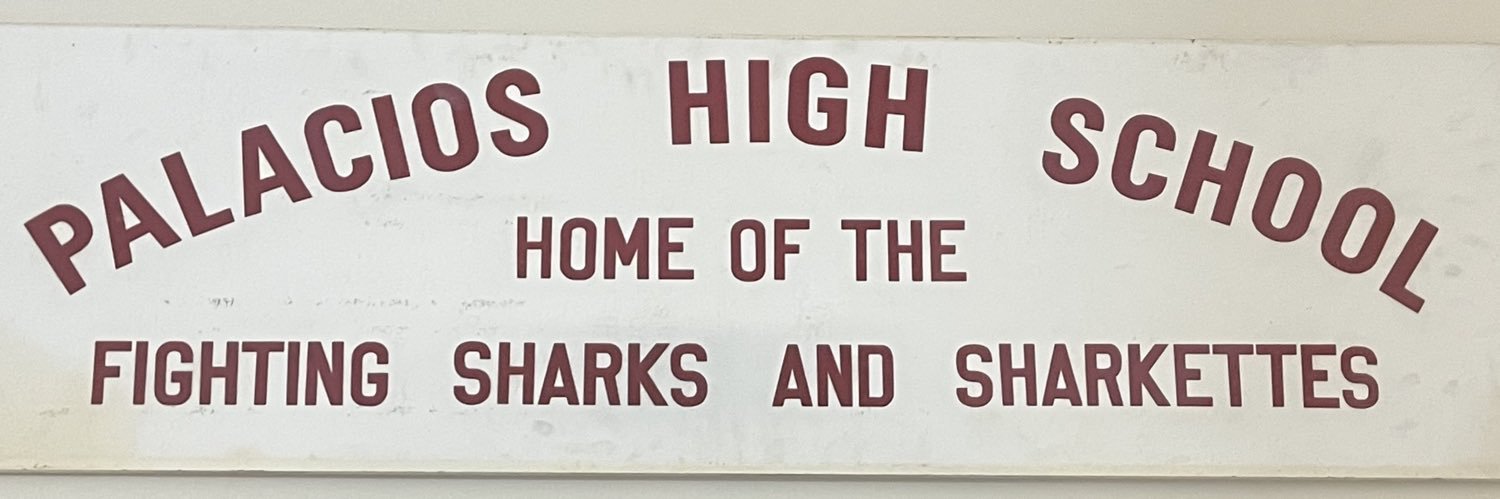 PALACIOS HIGH SCHOOL
HOME OF THE
FIGHTING SHARKS AND SHARKETTES